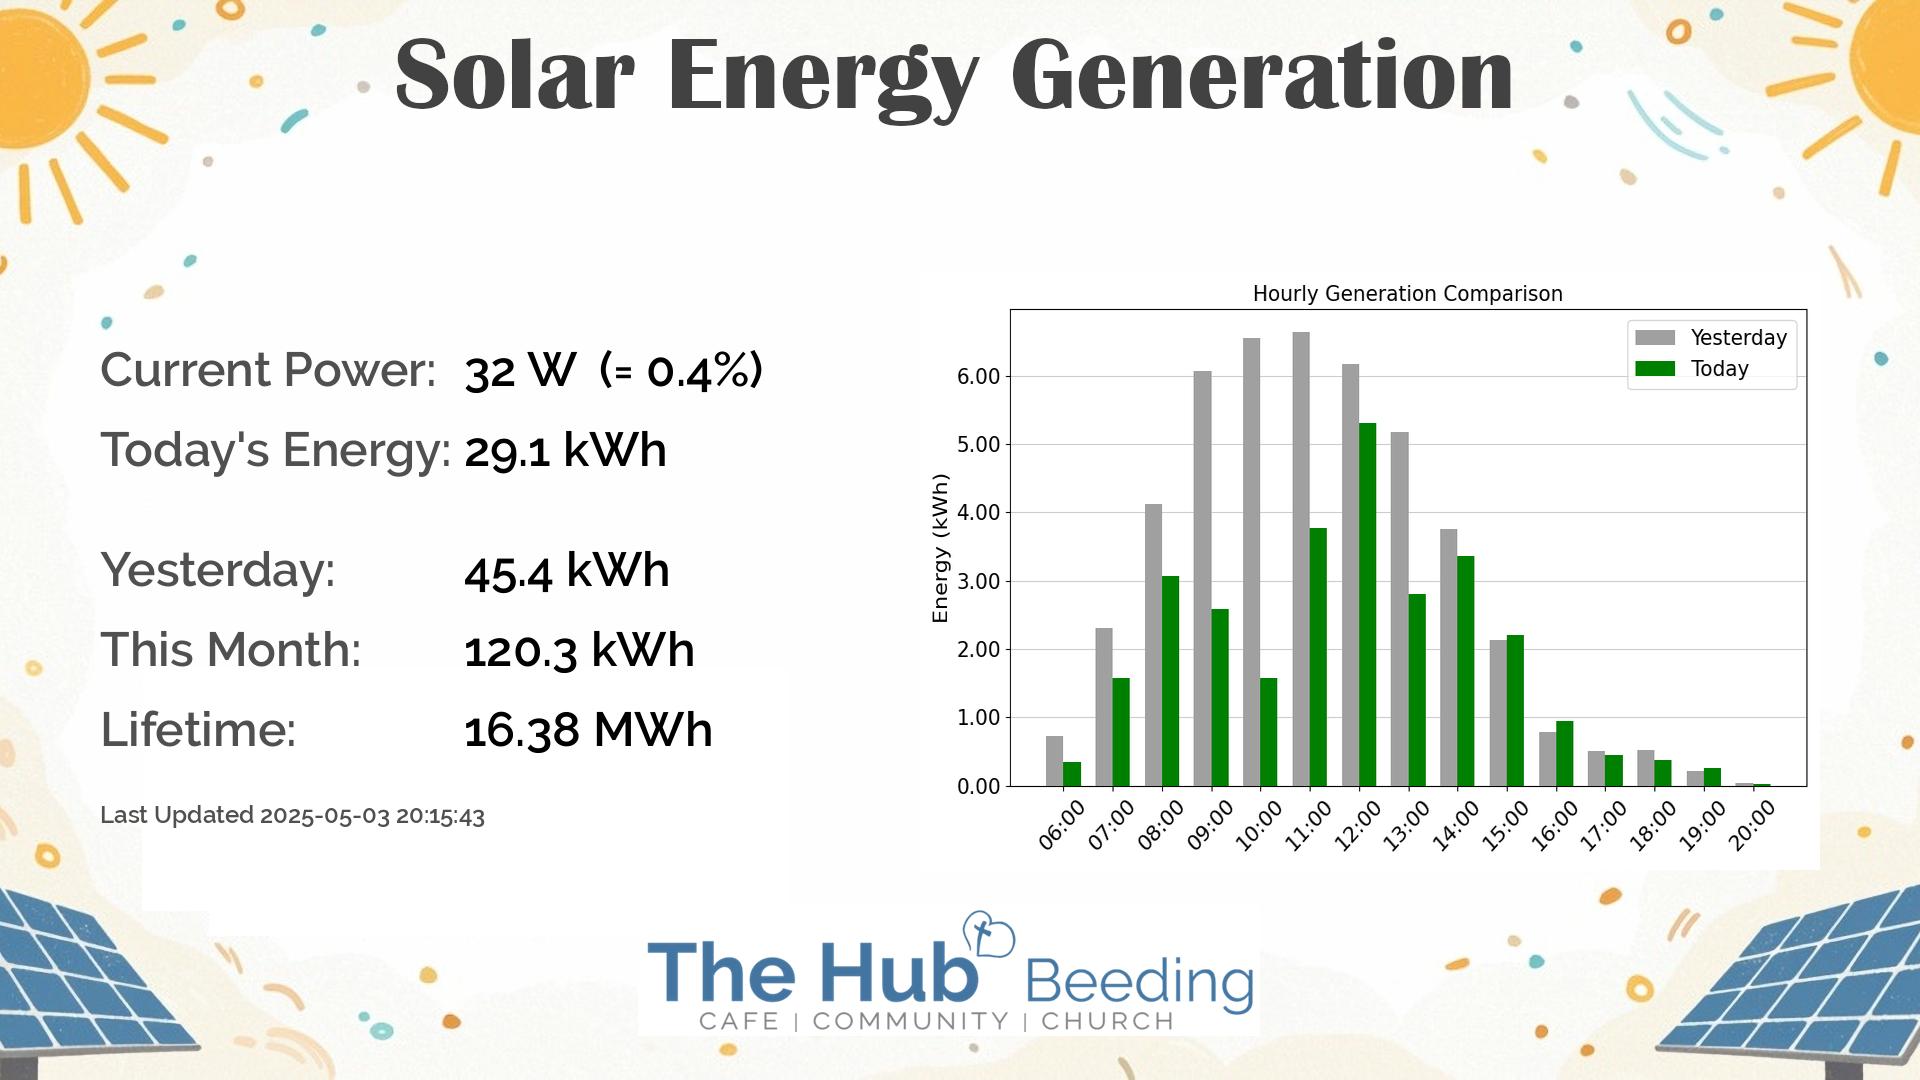 Solar Energy Generation
Current Power: 32 W (= 0.4%)
Today's Energy: 29.1 kWh
Yesterday: 45.4 kWh
This Month: 120.3 kWh
Lifetime: 16.38 MWh
Last Updated 2025-05-03 20:15:43
Hourly Generation Comparison
Yesterday
Today
Energy (kWh)
6.00
5.00
4.00
3.00
2.00
1.00
0.00
06:00 07:00 08:00 09:00 10:00 11:00 12:00 13:00 14:00 15:00 16:00 17:00 18:00 19:00 20:00
The Hub Beeding
CAFE | COMMUNITY | CHURCH